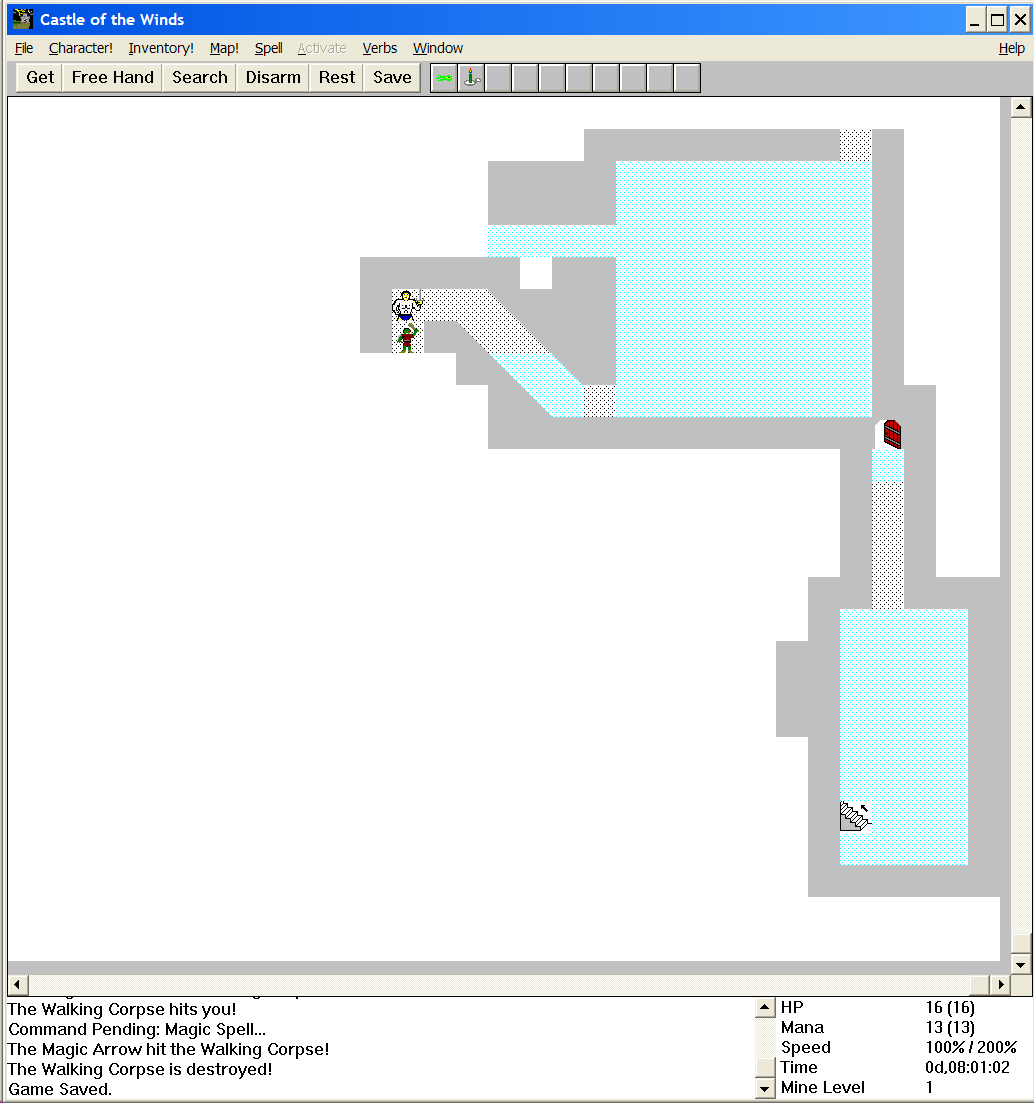 Castle of the Winds
File Character! Inventory! Map! Spell Activate Verbs Window Help
Get Free Hand Search Disarm Rest Save
The Walking Corpse hits you!
Command Pending: Magic Spell...
The Magic Arrow hit the Walking Corpse!
The Walking Corpse is destroyed!
Game Saved.
HP 16 (16)
Mana 13 (13)
Speed 100% / 200%
Time 0d,08:01:02
Mine Level 1